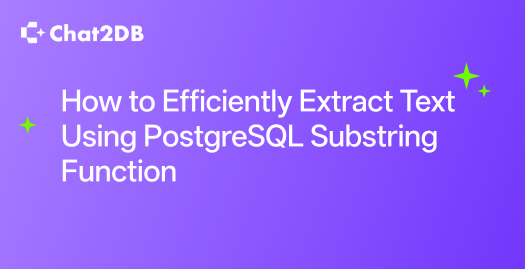 Chat2DB
How to Efficiently Extract Text
Using PostgreSQL Substring
Function